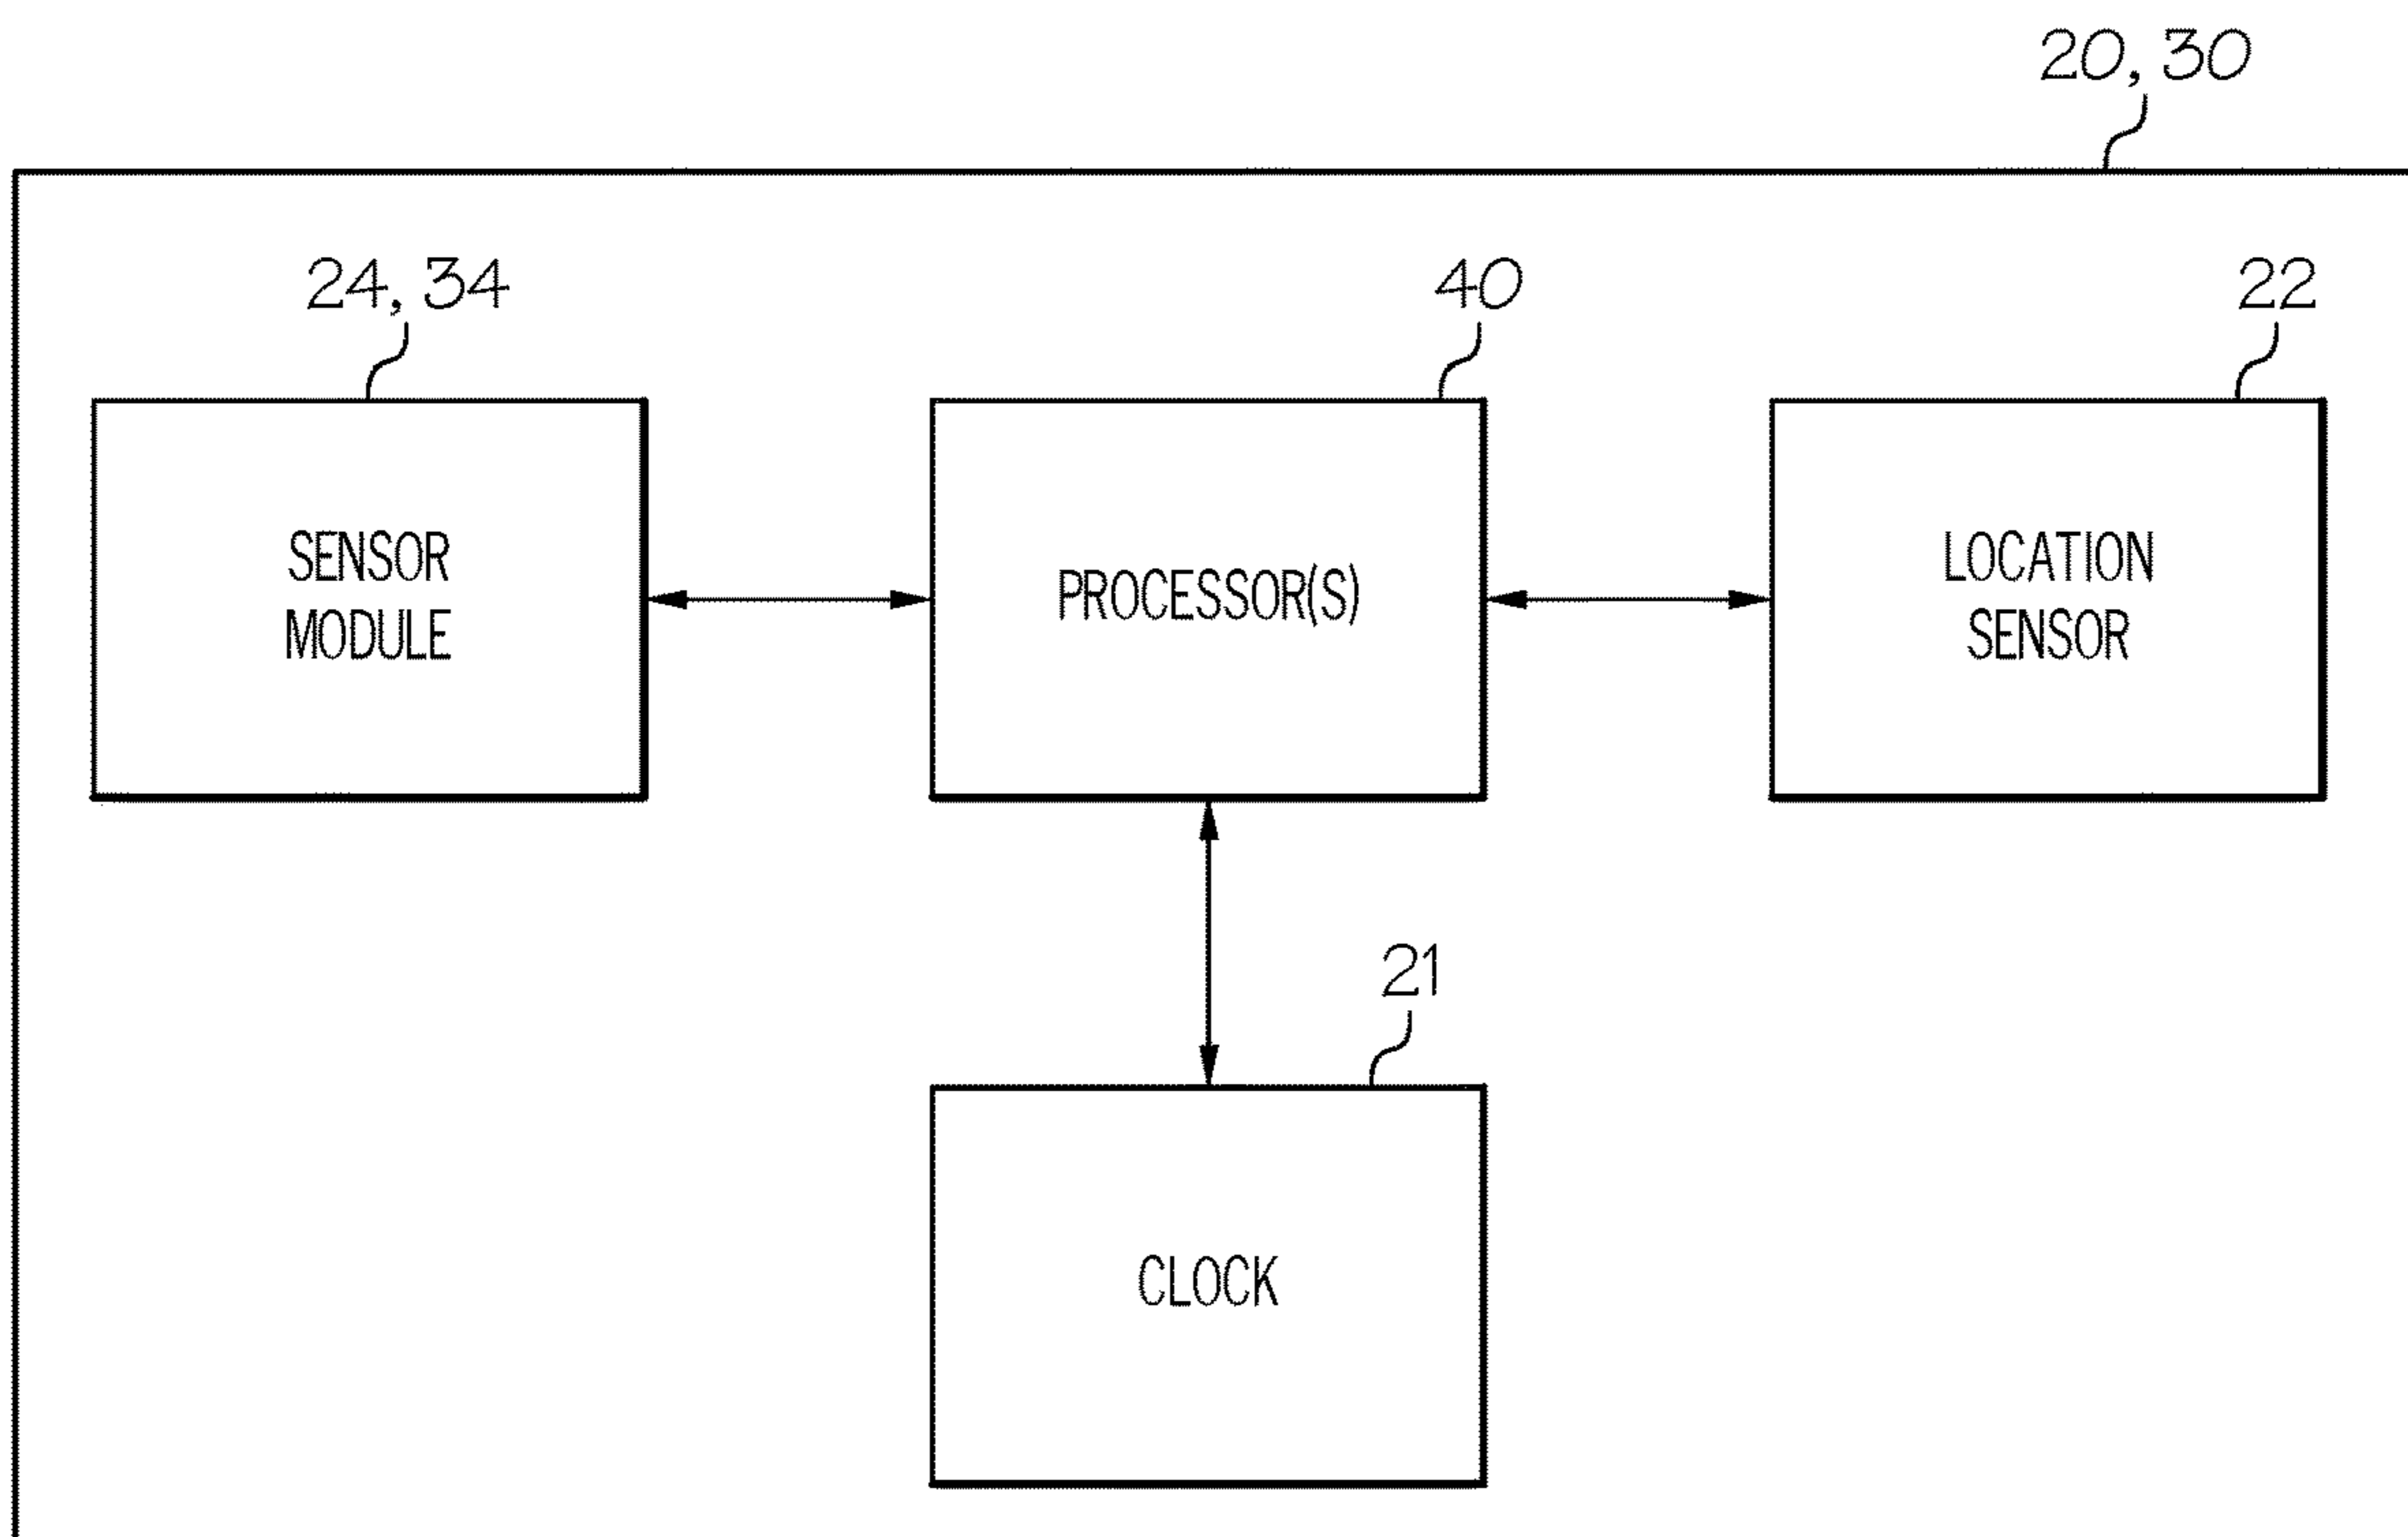 20, 30
24, 34
40
22
SENSOR
MODULE
PROCESSOR(S)
LOCATION
SENSOR
21
CLOCK